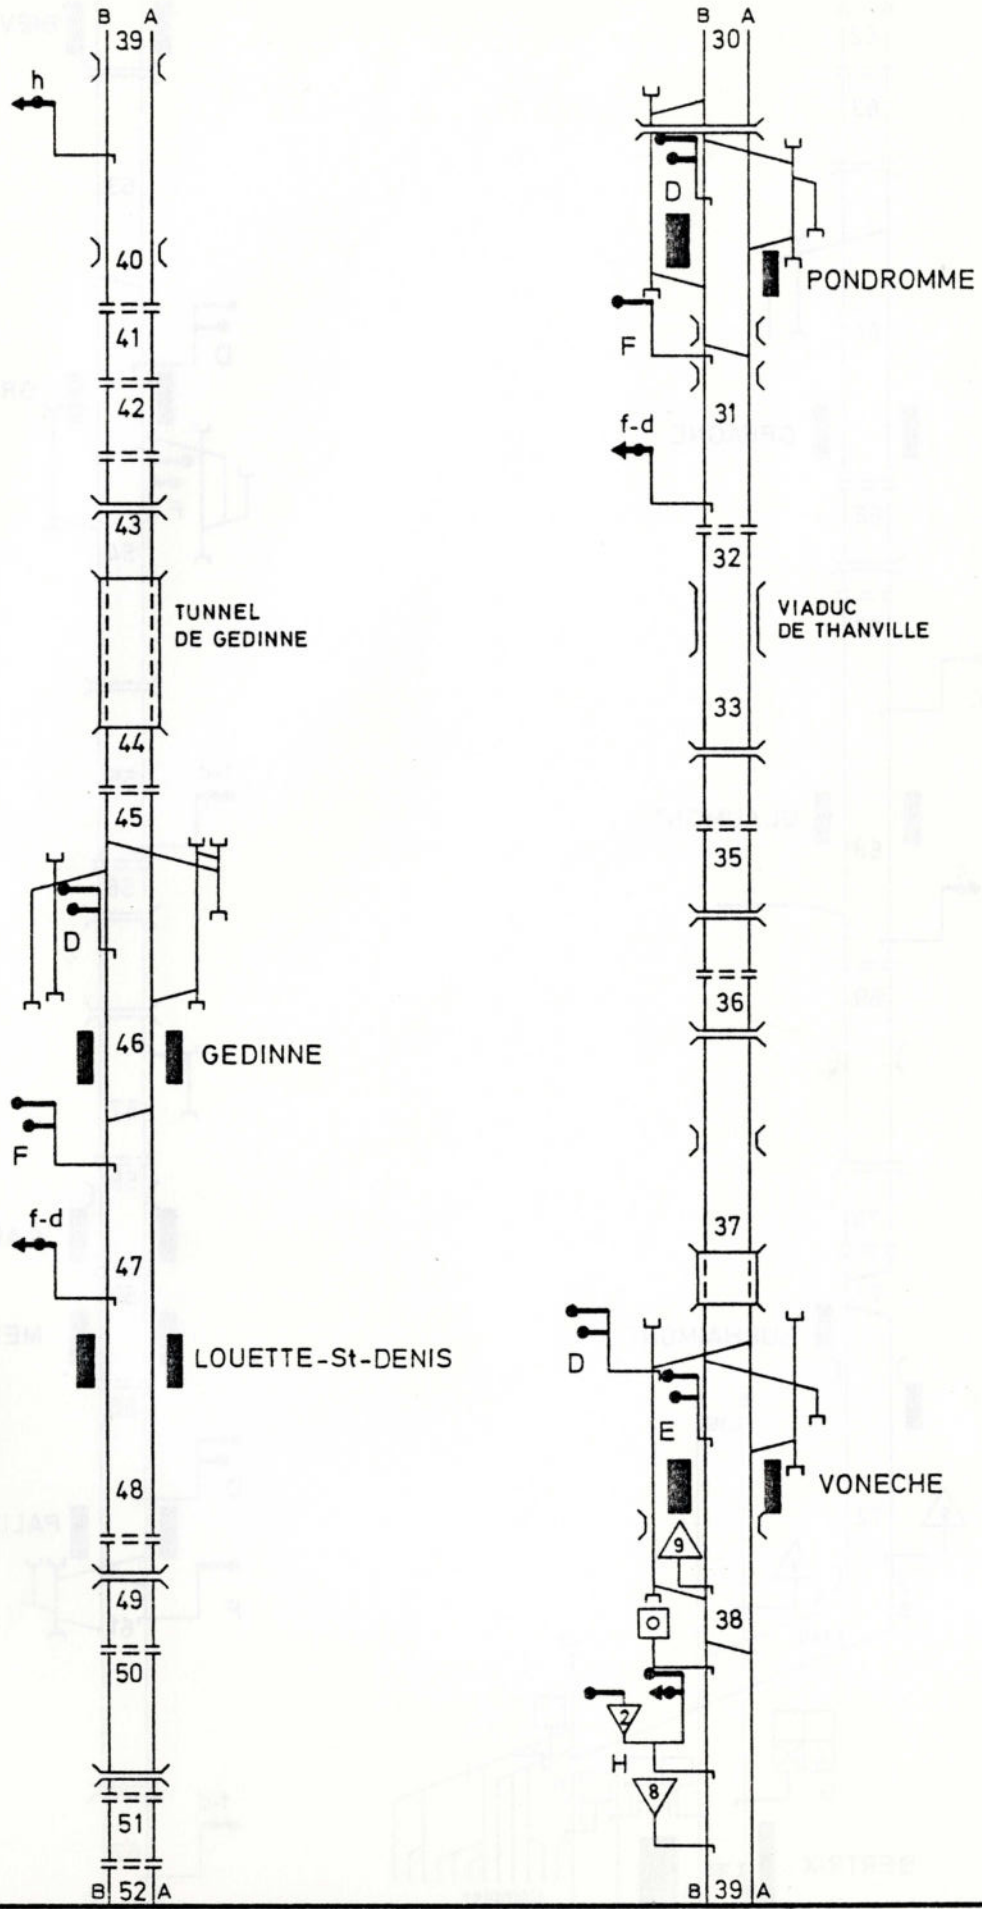 B A
39
h
40
41
42
43
TUNNEL
DE GEDINNE
44
45
D
46
GEDINNE
F
f-d
47
LOUETTE-St-DENIS
48
49
50
51
B 52 A
B A
30
D
PONDROMME
F
31
f-d
32
VIADUC
DE THANVILLE
33
35
36
37
D
E
VONECHE
9
38
2
H
8
B 39 A